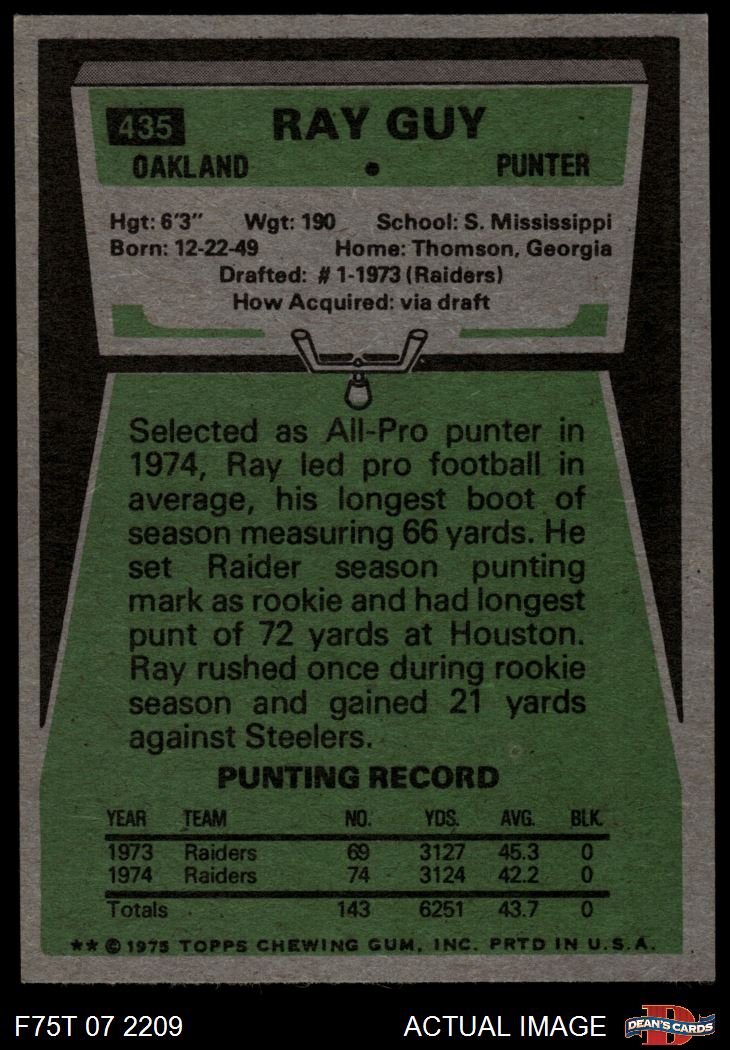 435
RAY GUY
OAKLAND • PUNTER
Hgt: 6'3" Wgt: 190 School: S. Mississippi
Born: 12-22-49 Home: Thomson, Georgia
Drafted: #1-1973 (Raiders)
How Acquired: via draft
Selected as All-Pro punter in
1974, Ray led pro football in
average, his longest boot of
season measuring 66 yards. He
set Raider season punting
mark as rookie and had longest
punt of 72 yards at Houston.
Ray rushed once during rookie
season and gained 21 yards
against Steelers.
PUNTING RECORD
YEAR TEAM NO. YDS. AVG. BLK.
1973 Raiders 69 3127 45.3 0
1974 Raiders 74 3124 42.2 0
Totals 143 6251 43.7 0
** © 1975 TOPPS CHEWING GUM, INC. PRTD IN U.S.A.
F75T 07 2209 ACTUAL IMAGE
D
DEAN'S CARDS